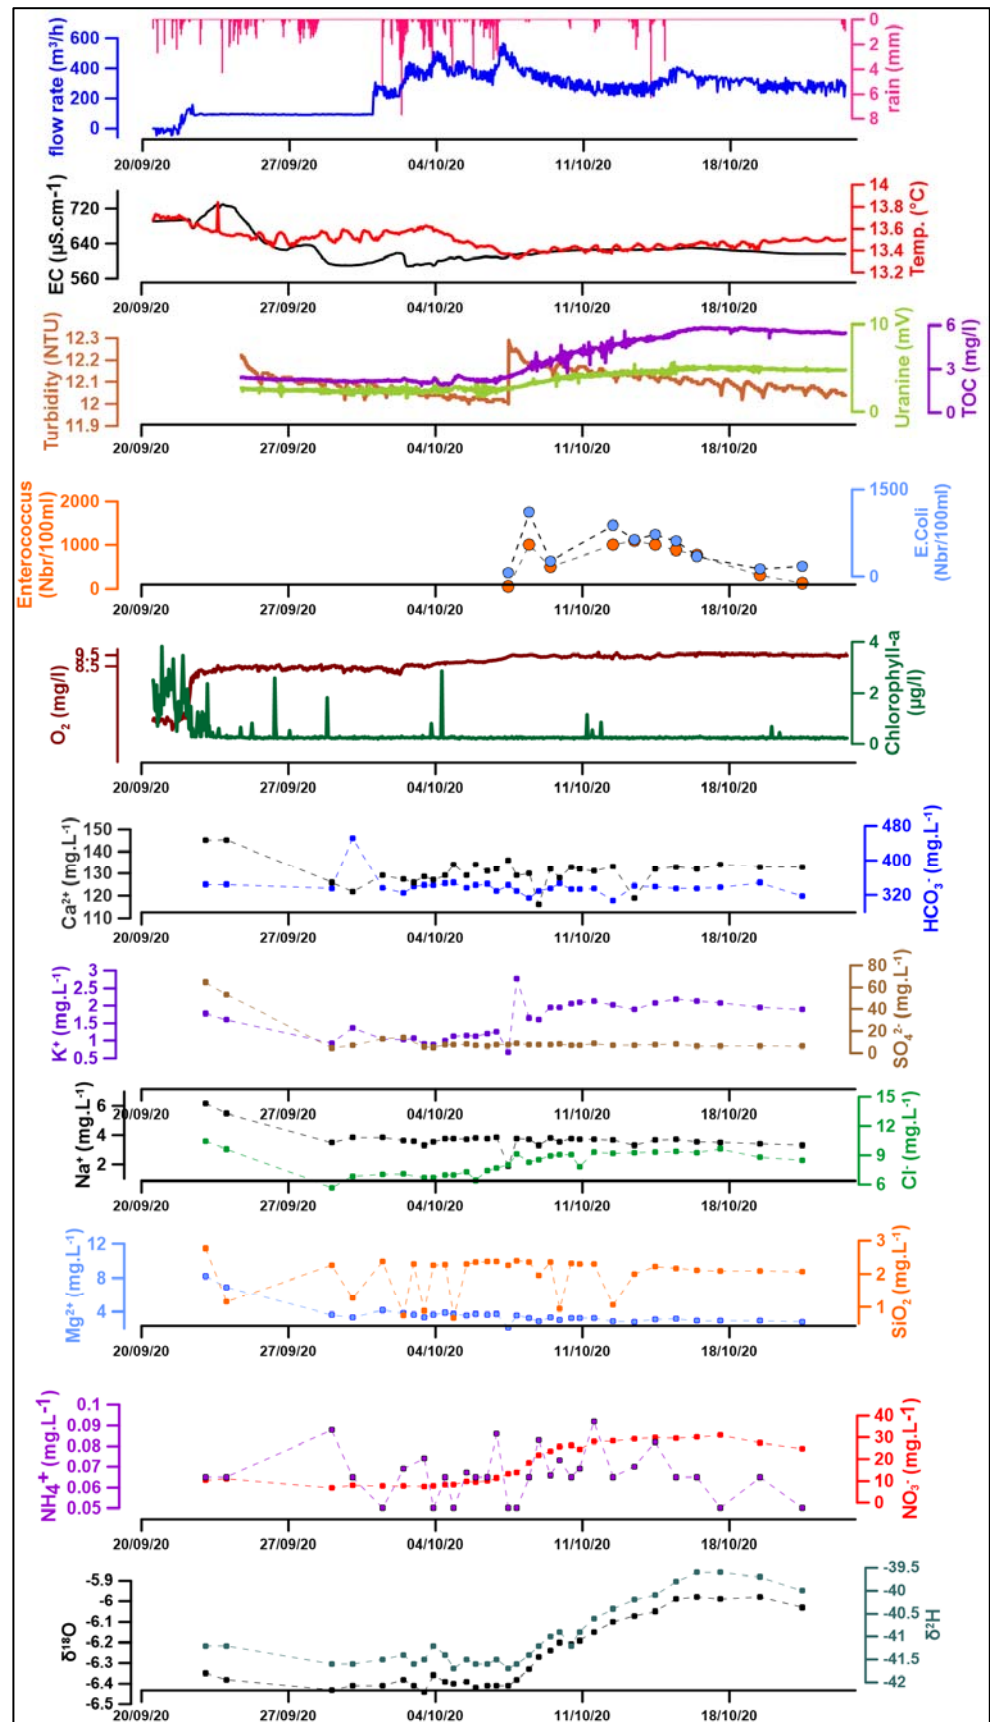 flow rate (m³/h)
600
400
200
0
0
2
4
6
8
rain (mm)
20/09/20 27/09/20 04/10/20 11/10/20 18/10/20
EC (µS.cm-1)
720
640
560
14
13.8
13.6
13.4
13.2
Temp. (°C)
20/09/20 27/09/20 04/10/20 11/10/20 18/10/20
Turbidity (NTU)
12.3
12.2
12.1
12
11.9
10
0
Uranine (mV)
6
3
0
TOC (mg/l)
20/09/20 27/09/20 04/10/20 11/10/20 18/10/20
Enterococcus
(Nbr/100ml)
2000
1000
0
1500
0
E.Coli
(Nbr/100ml)
20/09/20 27/09/20 04/10/20 11/10/20 18/10/20
O₂ (mg/l)
9.5
8.5
4
2
0
Chlorophyll-a
(µg/l)
20/09/20 27/09/20 04/10/20 11/10/20 18/10/20
Ca²⁺ (mg.L⁻¹)
150
140
130
120
110
480
400
320
HCO₃⁻ (mg.L⁻¹)
20/09/20 27/09/20 04/10/20 11/10/20 18/10/20
K⁺ (mg.L⁻¹)
3
2.5
2
1.5
1
0.5
80
60
40
20
0
SO₄²⁻ (mg.L⁻¹)
20/09/20 27/09/20 04/10/20 11/10/20 18/10/20
Na⁺ (mg.L⁻¹)
6
4
2
15
12
9
6
Cl⁻ (mg.L⁻¹)
20/09/20 27/09/20 04/10/20 11/10/20 18/10/20
Mg²⁺ (mg.L⁻¹)
12
8
4
3
2
1
SiO₂ (mg.L⁻¹)
20/09/20 27/09/20 04/10/20 11/10/20 18/10/20
NH4⁺ (mg.L-1)
0.1
0.09
0.08
0.07
0.06
0.05
40
30
20
10
0
NO₃⁻ (mg.L-1)
20/09/20 27/09/20 04/10/20 11/10/20 18/10/20
δ¹⁸O
-5.9
-6
-6.1
-6.2
-6.3
-6.4
-6.5
-39.5
-40
-40.5
-41
-41.5
-42
δ²H
20/09/20 27/09/20 04/10/20 11/10/20 18/10/20